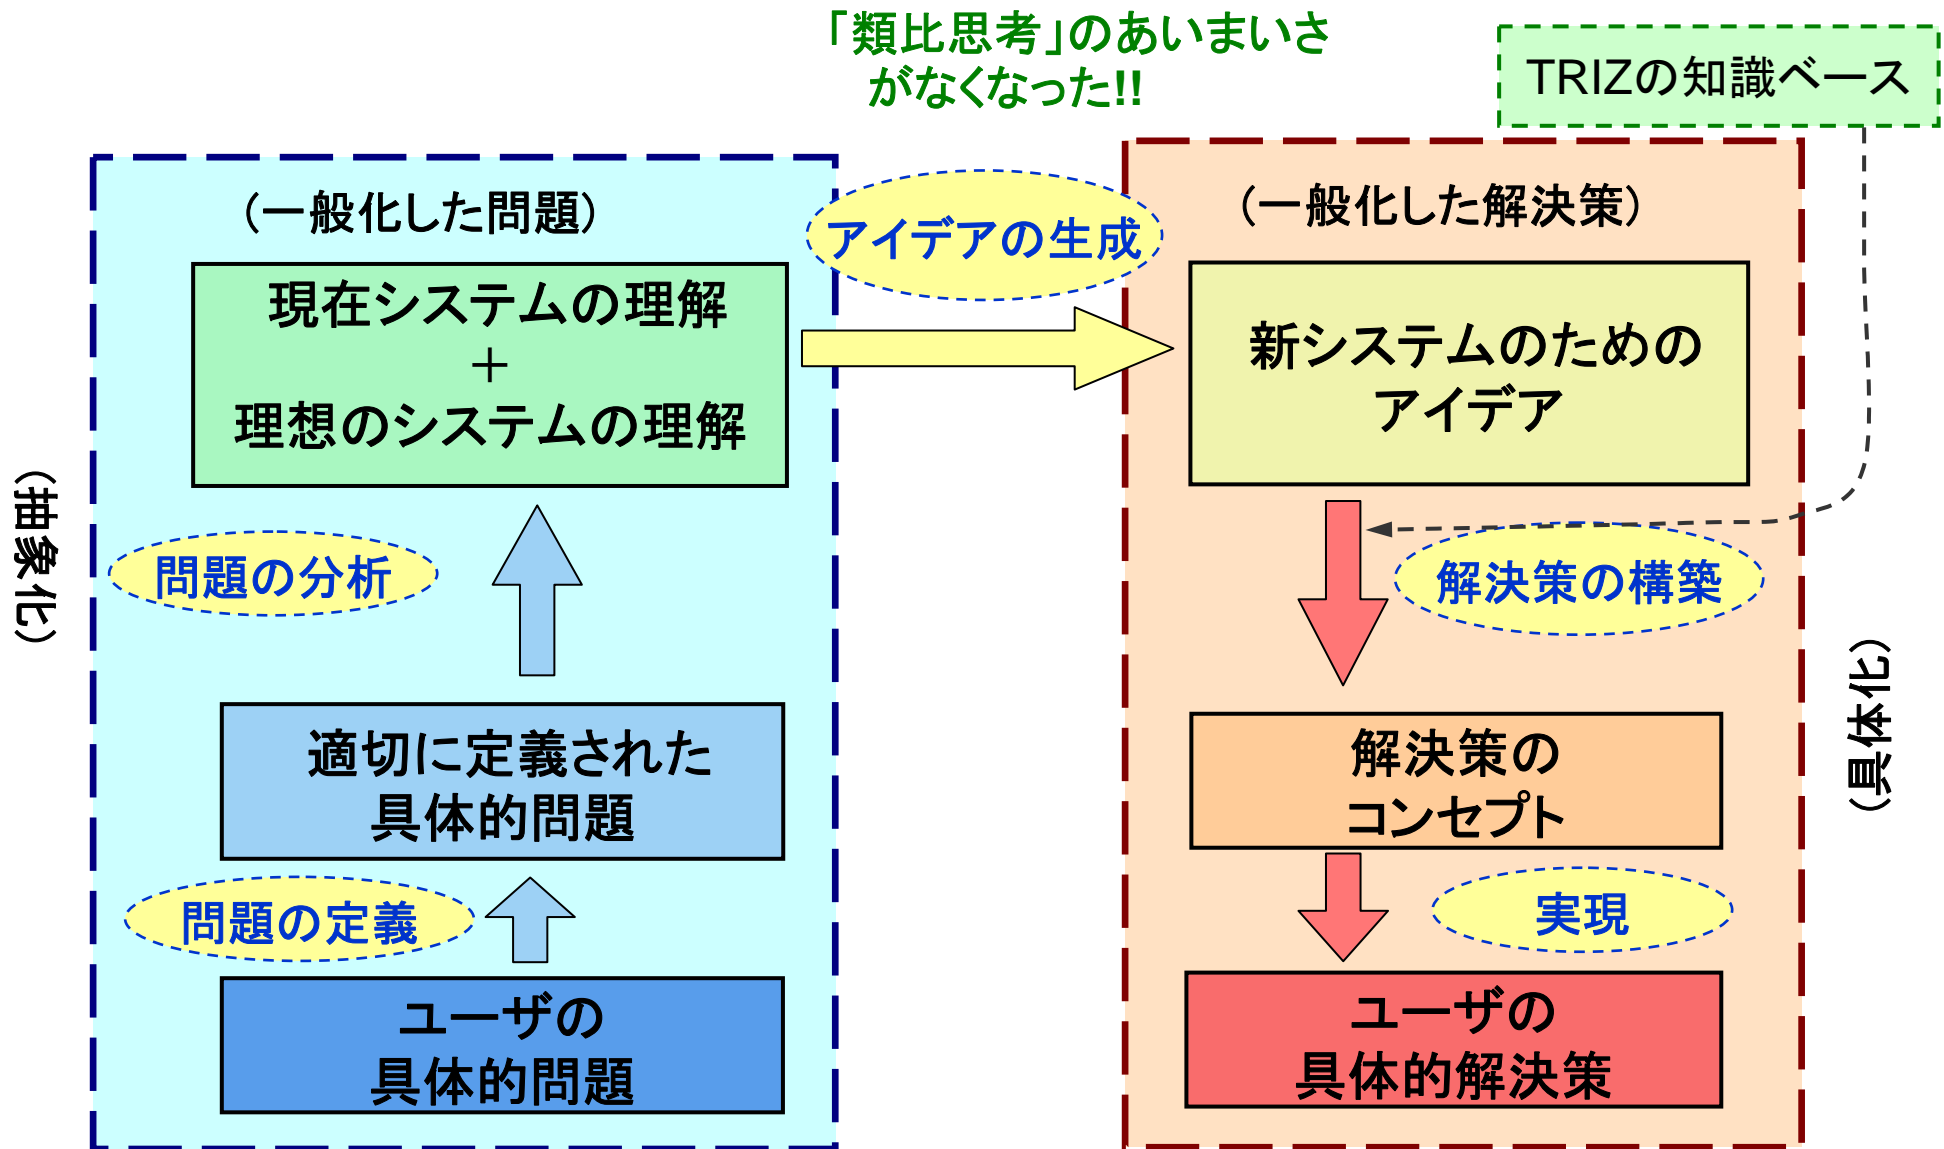 「類比思考」のあいまいさ
がなくなった!!
TRIZの知識ベース
(一般化した問題)
現在システムの理解
+
理想のシステムの理解
アイデアの生成
(一般化した解決策)
新システムのための
アイデア
(抽象化)
問題の分析
解決策の構築
適切に定義された
具体的問題
解決策の
コンセプト
(具体化)
問題の定義
実現
ユーザの
具体的問題
ユーザの
具体的解決策